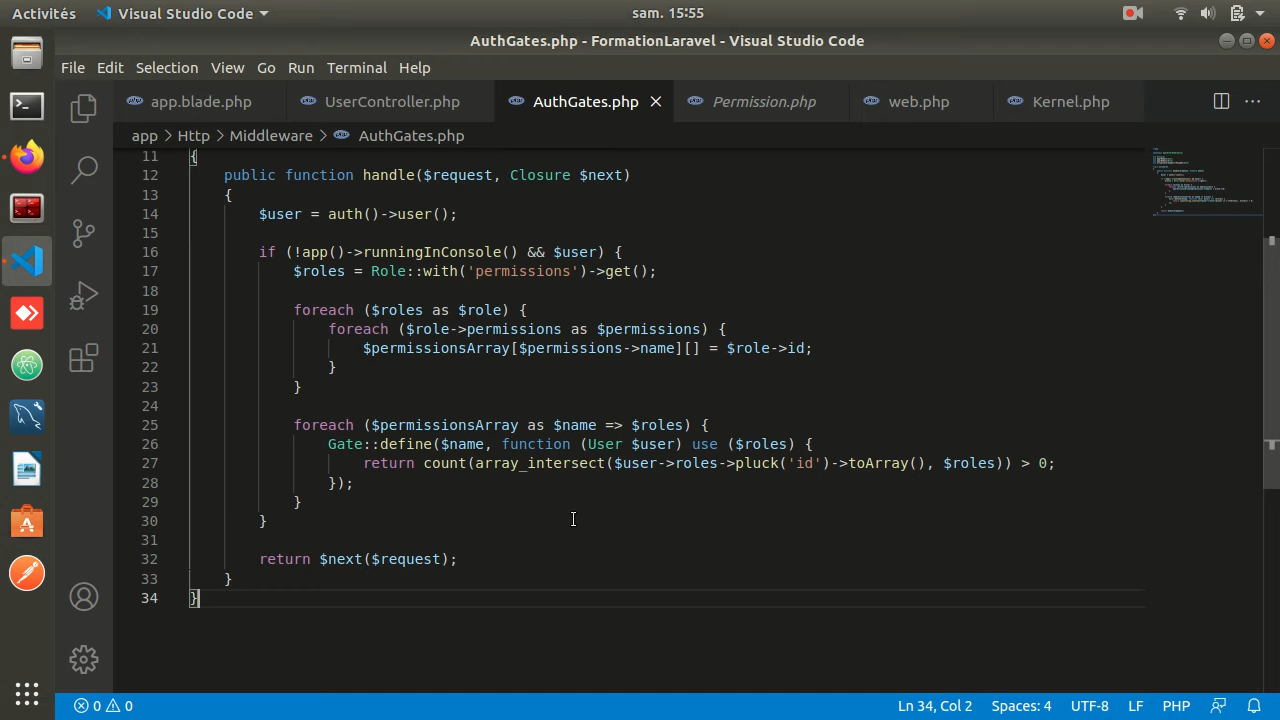 Activités Visual Studio Code sam. 15:55
AuthGates.php - FormationLaravel - Visual Studio Code
File Edit Selection View Go Run Terminal Help
app.blade.php UserController.php AuthGates.php Permission.php web.php Kernel.php
app > Http > Middleware > AuthGates.php
11 {
12 public function handle($request, Closure $next)
13 {
14 $user = auth()->user();
15
16 if (!app()->runningInConsole() && $user) {
17 $roles = Role::with('permissions')->get();
18
19 foreach ($roles as $role) {
20 foreach ($role->permissions as $permissions) {
21 $permissionsArray[$permissions->name][] = $role->id;
22 }
23 }
24
25 foreach ($permissionsArray as $name => $roles) {
26 Gate::define($name, function (User $user) use ($roles) {
27 return count(array_intersect($user->roles->pluck('id')->toArray(), $roles)) > 0;
28 });
29 }
30 }
31
32 return $next($request);
33 }
34 }
0 0 Ln 34, Col 2 Spaces: 4 UTF-8 LF PHP